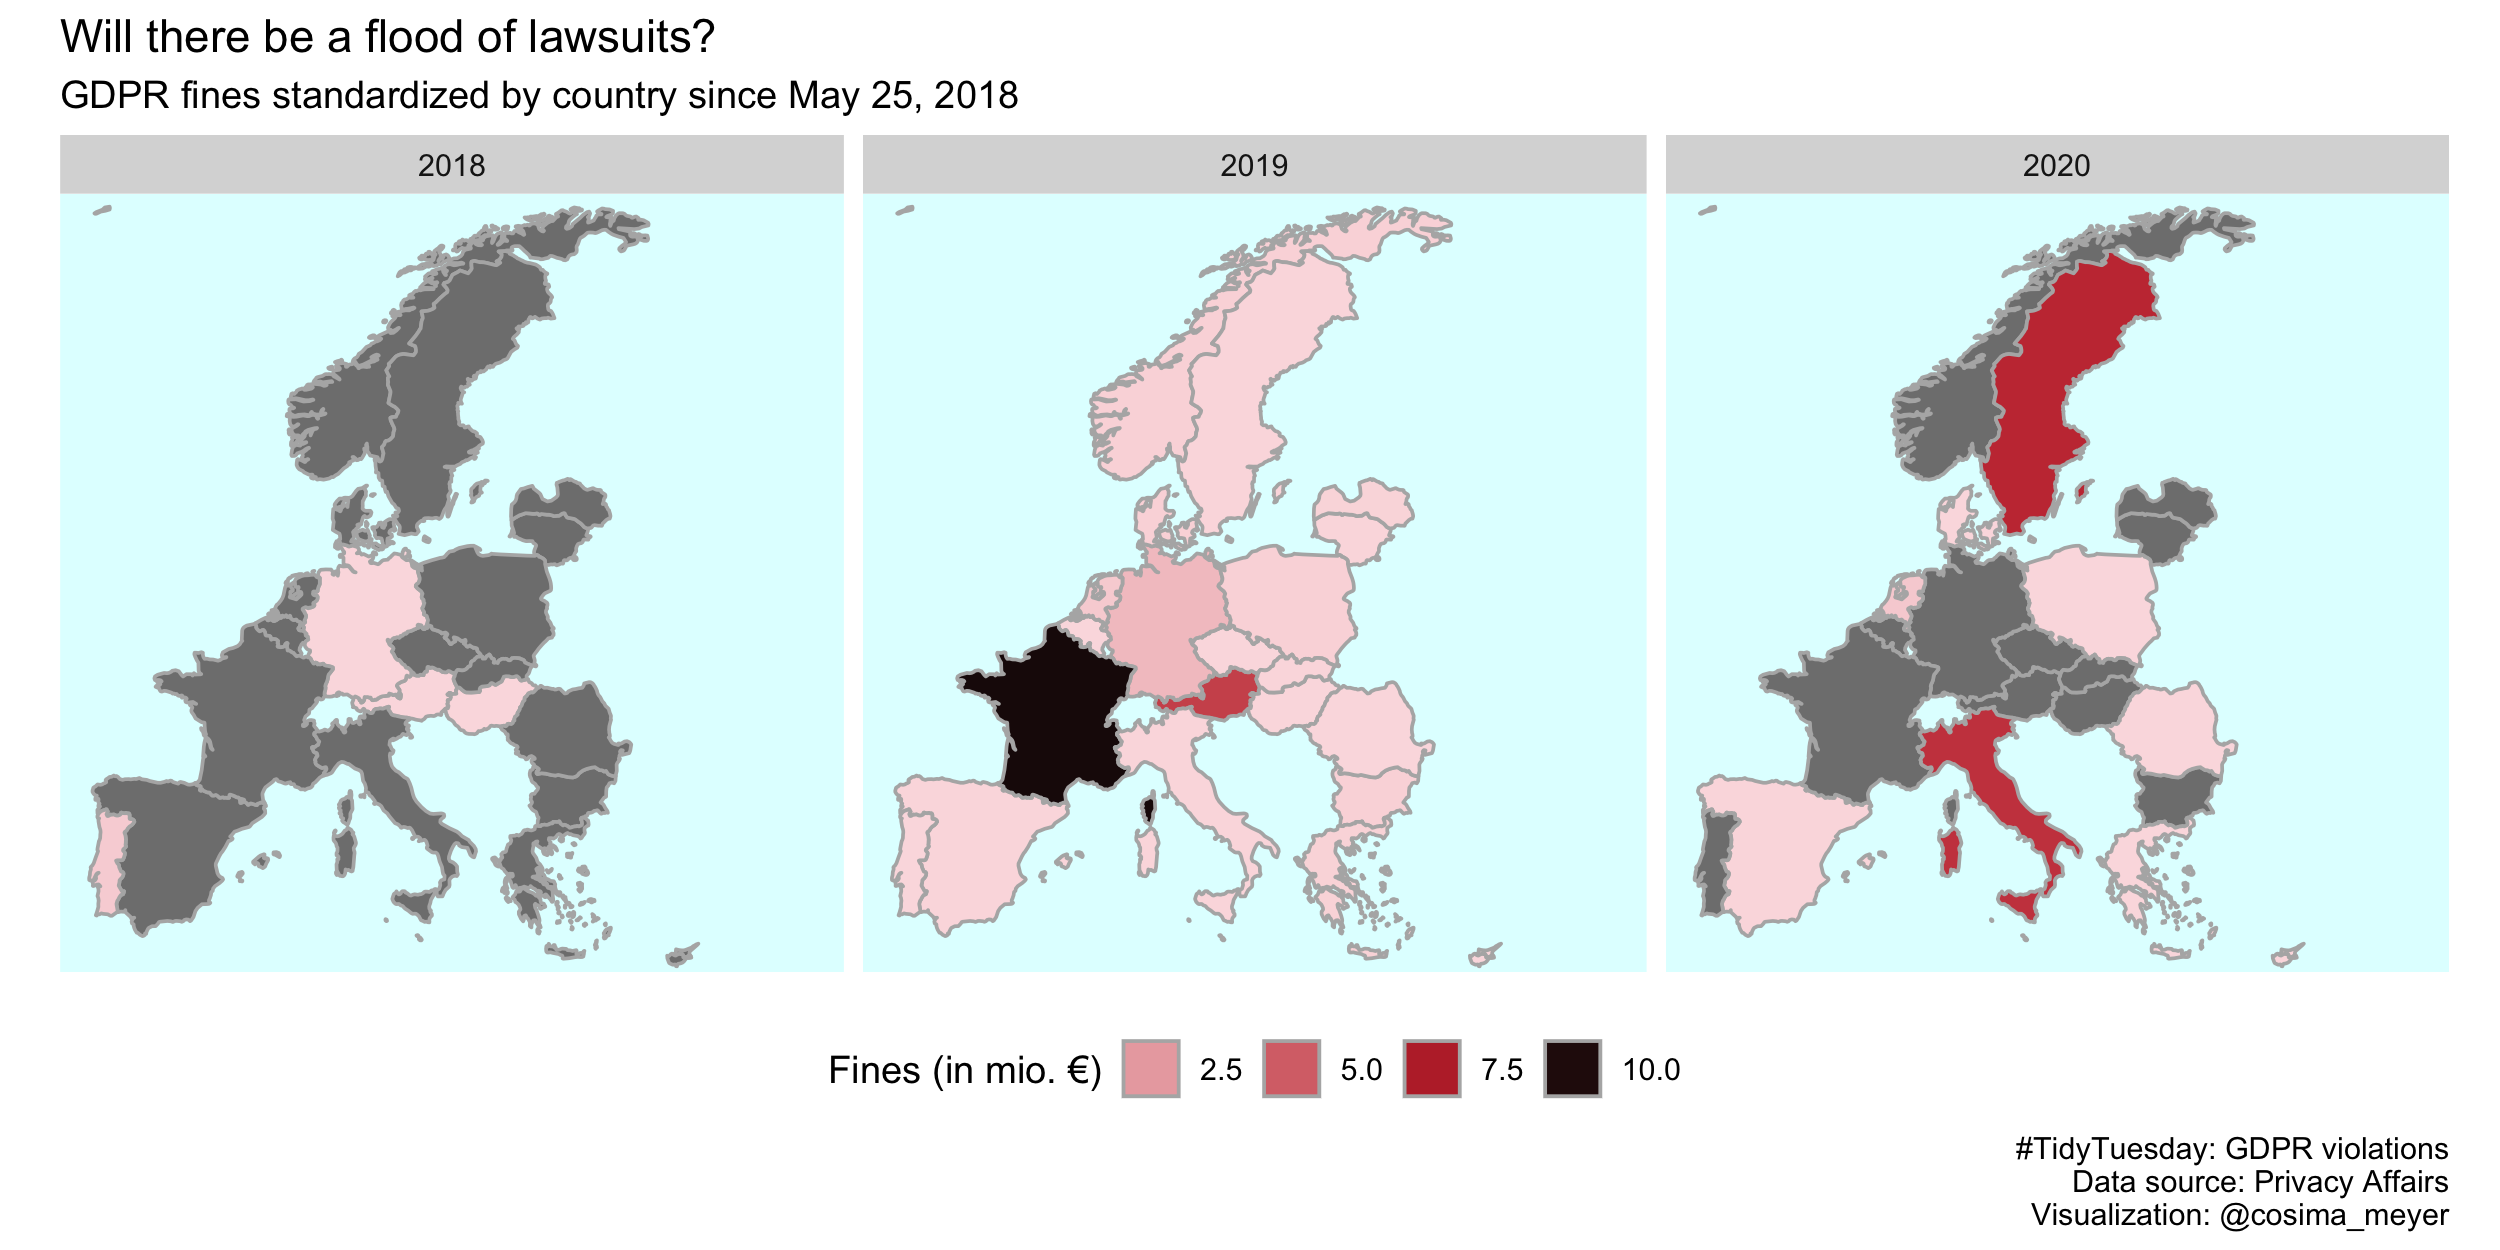 Will there be a flood of lawsuits?
GDPR fines standardized by country since May 25, 2018
2018
2019
2020
Fines (in mio. €)
2.5
5.0
7.5
10.0
#TidyTuesday: GDPR violations
Data source: Privacy Affairs
Visualization: @cosima_meyer